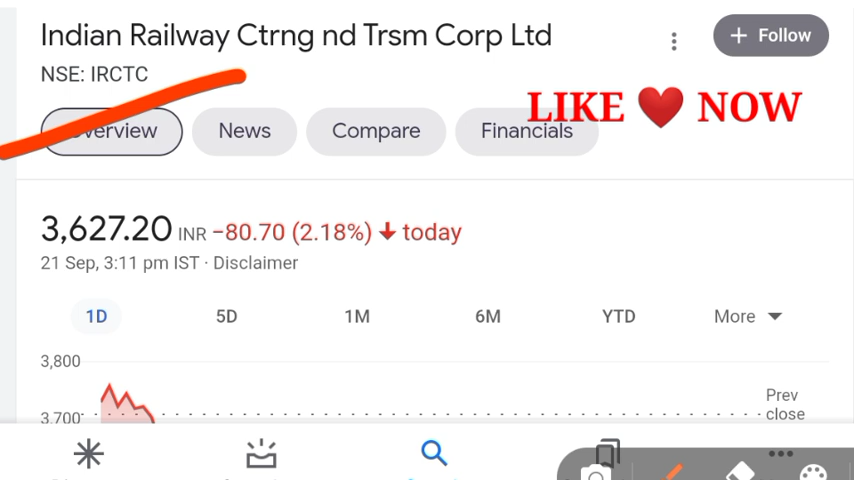 Indian Railway Ctrng nd Trsm Corp Ltd
+ Follow
NSE: IRCTC
LIKE ❤ NOW
Overview News Compare Financials
3,627.20 INR −80.70 (2.18%) ↓ today
21 Sep, 3:11 pm IST · Disclaimer
1D 5D 1M 6M YTD More
3,800
Prev
close
3,700